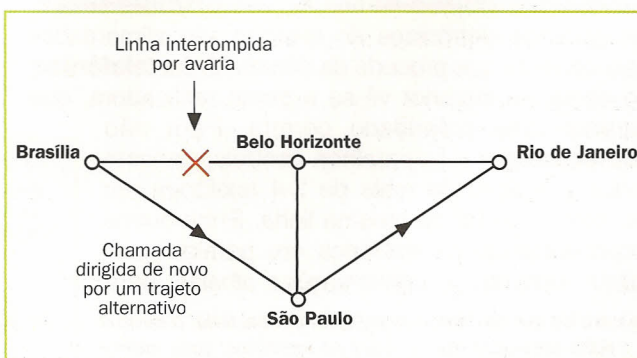 Linha interrompida
por avaria
Brasília
Belo Horizonte
Rio de Janeiro
Chamada
dirigida de novo
por um trajeto
alternativo
São Paulo